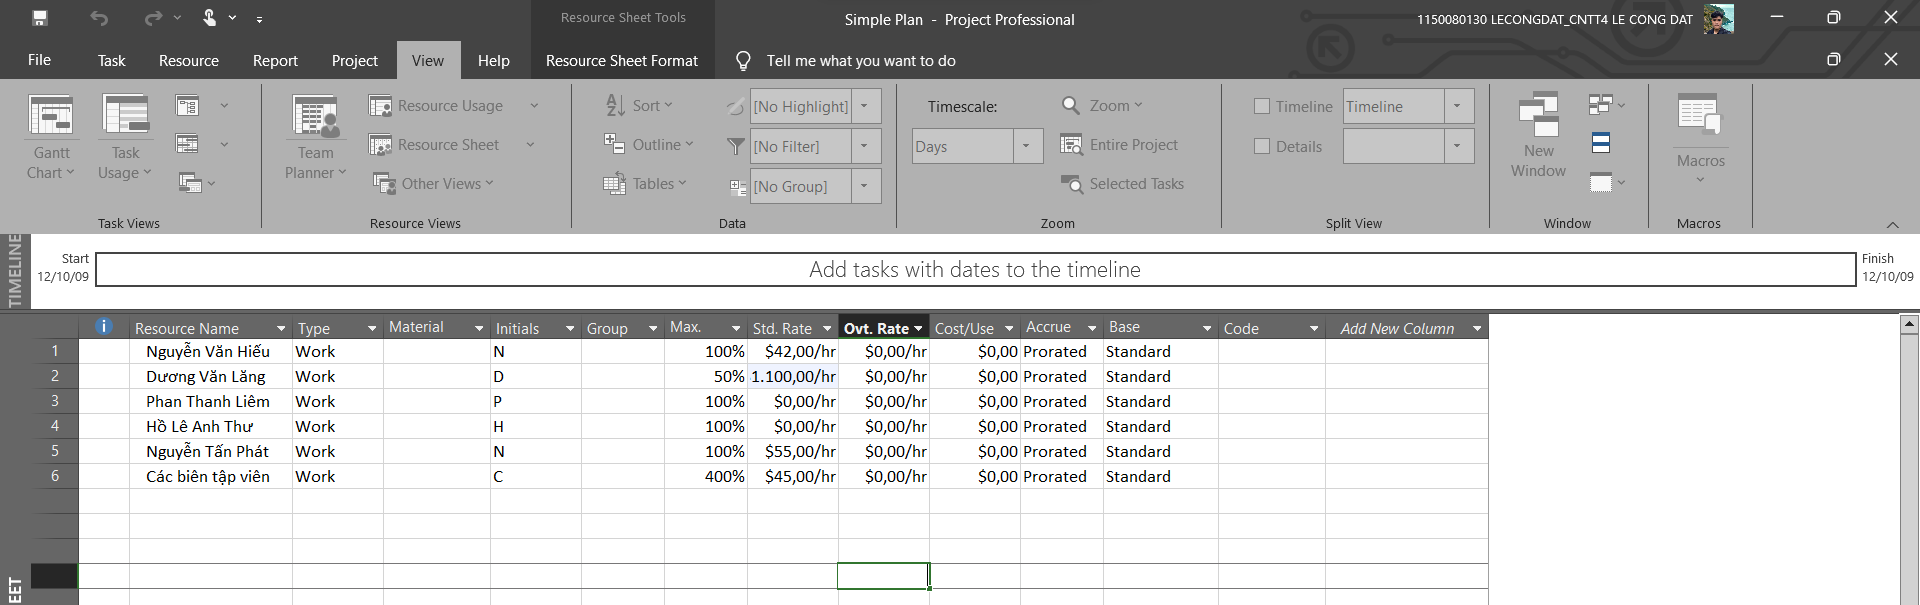 Resource Sheet Tools
Simple Plan - Project Professional
1150080130 LECONGDAT_CNTT4 LE CONG DAT
File Task Resource Report Project View Help Resource Sheet Format Tell me what you want to do
Gantt Chart
Task Usage
Task Views
Team Planner
Resource Usage
Resource Sheet
Other Views
Resource Views
Sort
Outline
Tables
[No Highlight]
[No Filter]
[No Group]
Data
Timescale:
Days
Zoom
Entire Project
Selected Tasks
Zoom
Timeline Timeline
Details
Split View
New Window
Window
Macros
Macros
TIMELINE
Start
12/10/09
Add tasks with dates to the timeline
Finish
12/10/09
Resource Name Type Material Initials Group Max. Std. Rate Ovt. Rate Cost/Use Accrue Base Code Add New Column
1 Nguyễn Văn Hiếu Work N 100% $42,00/hr $0,00/hr $0,00 Prorated Standard
2 Dương Văn Lăng Work D 50% 1.100,00/hr $0,00/hr $0,00 Prorated Standard
3 Phan Thanh Liêm Work P 100% $0,00/hr $0,00/hr $0,00 Prorated Standard
4 Hồ Lê Anh Thư Work H 100% $0,00/hr $0,00/hr $0,00 Prorated Standard
5 Nguyễn Tấn Phát Work N 100% $55,00/hr $0,00/hr $0,00 Prorated Standard
6 Các biên tập viên Work C 400% $45,00/hr $0,00/hr $0,00 Prorated Standard
EET